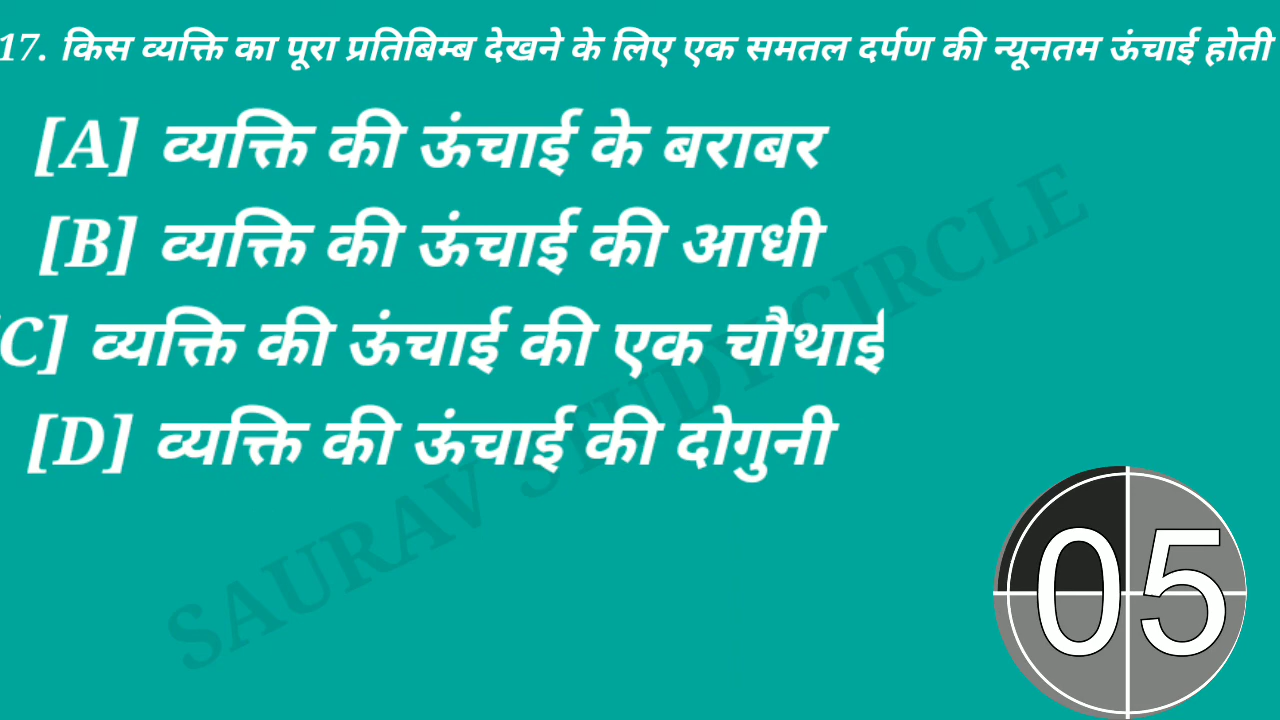 17. किस व्यक्ति का पूरा प्रतिबिम्ब देखने के लिए एक समतल दर्पण की न्यूनतम ऊंचाई होती
[A] व्यक्ति की ऊंचाई के बराबर
[B] व्यक्ति की ऊंचाई की आधी
C] व्यक्ति की ऊंचाई की एक चौथाई
[D] व्यक्ति की ऊंचाई की दोगुनी
SAURAV STUDY CIRCLE
05